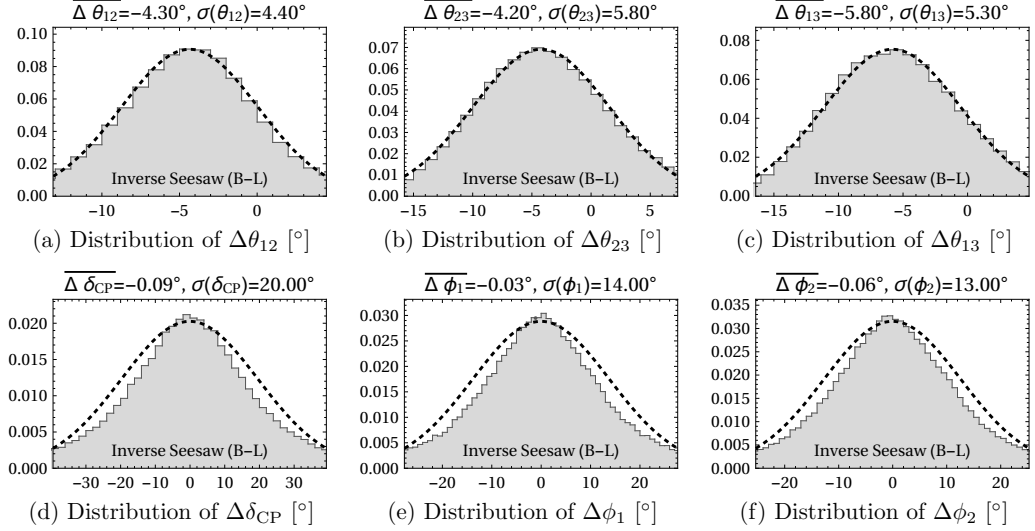 Δ θ₁₂=−4.30°, σ(θ₁₂)=4.40°
0.10
0.08
0.06
0.04
0.02
0.00
Inverse Seesaw (B−L)
−10 −5 0
(a) Distribution of Δθ₁₂ [°]
Δ θ₂₃=−4.20°, σ(θ₂₃)=5.80°
0.07
0.06
0.05
0.04
0.03
0.02
0.01
0.00
Inverse Seesaw (B−L)
−15 −10 −5 0 5
(b) Distribution of Δθ₂₃ [°]
Δ θ₁₃=−5.80°, σ(θ₁₃)=5.30°
0.08
0.06
0.04
0.02
0.00
Inverse Seesaw (B−L)
−15 −10 −5 0
(c) Distribution of Δθ₁₃ [°]
Δ δCP=−0.09°, σ(δCP)=20.00°
0.020
0.015
0.010
0.005
0.000
Inverse Seesaw (B−L)
−30 −20 −10 0 10 20 30
(d) Distribution of ΔδCP [°]
Δ ϕ₁=−0.03°, σ(ϕ₁)=14.00°
0.030
0.025
0.020
0.015
0.010
0.005
0.000
Inverse Seesaw (B−L)
−20 −10 0 10 20
(e) Distribution of Δϕ₁ [°]
Δ ϕ₂=−0.06°, σ(ϕ₂)=13.00°
0.035
0.030
0.025
0.020
0.015
0.010
0.005
0.000
Inverse Seesaw (B−L)
−20 −10 0 10 20
(f) Distribution of Δϕ₂ [°]